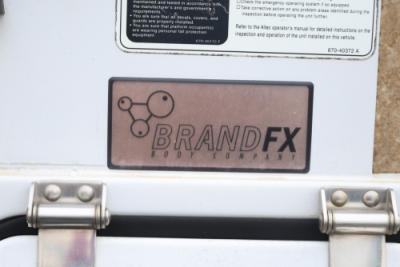 maintained and tested in accordance with
the manufacturer's and government's
requirements.
• You are sure that all decals, covers, and
guards are properly installed.
• You are sure that platform occupant(s)
are wearing personal fall protection
equipment.
670-40372 A
Check the emergency operating system if so equipped.
Take corrective action on any problem areas identified during the
inspection before operating the unit further.
Refer to the Altec operator's manual for detailed instructions on the
inspection and operation of the unit installed on this vehicle.
670-40372 A
BRANDFX
BODY COMPANY